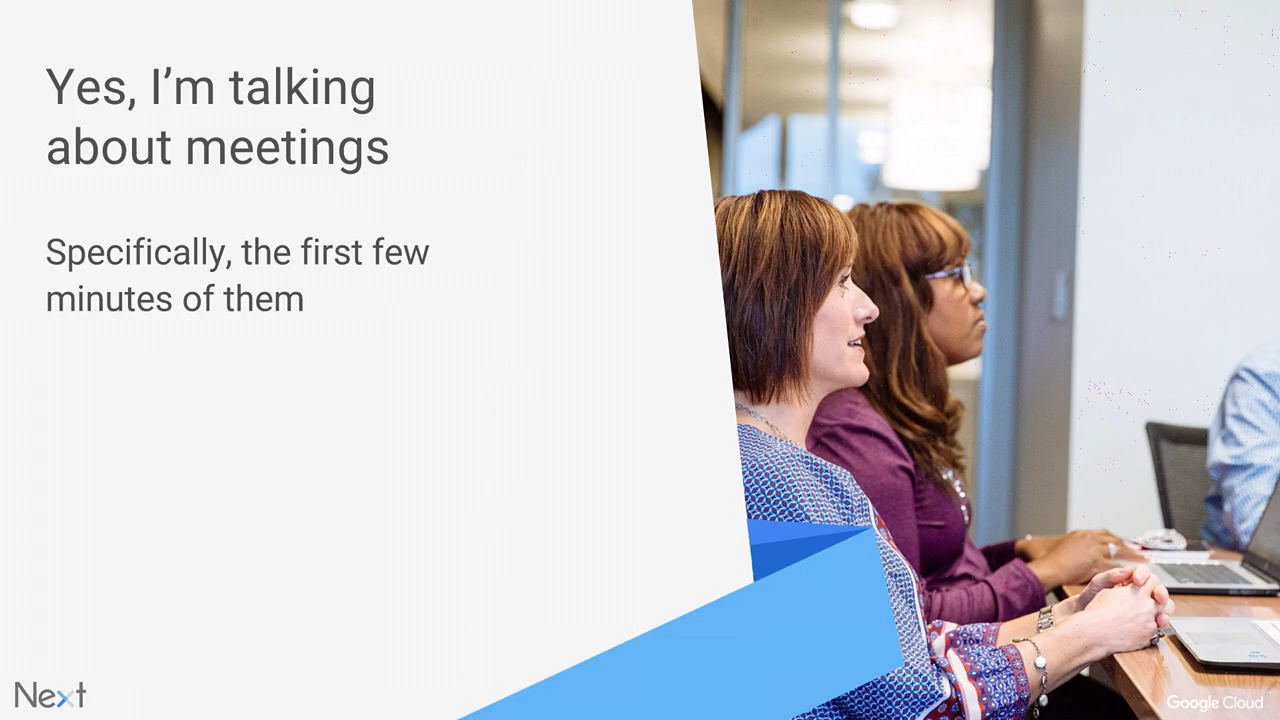 Yes, I’m talking
about meetings
Specifically, the first few
minutes of them
Next
Google Cloud